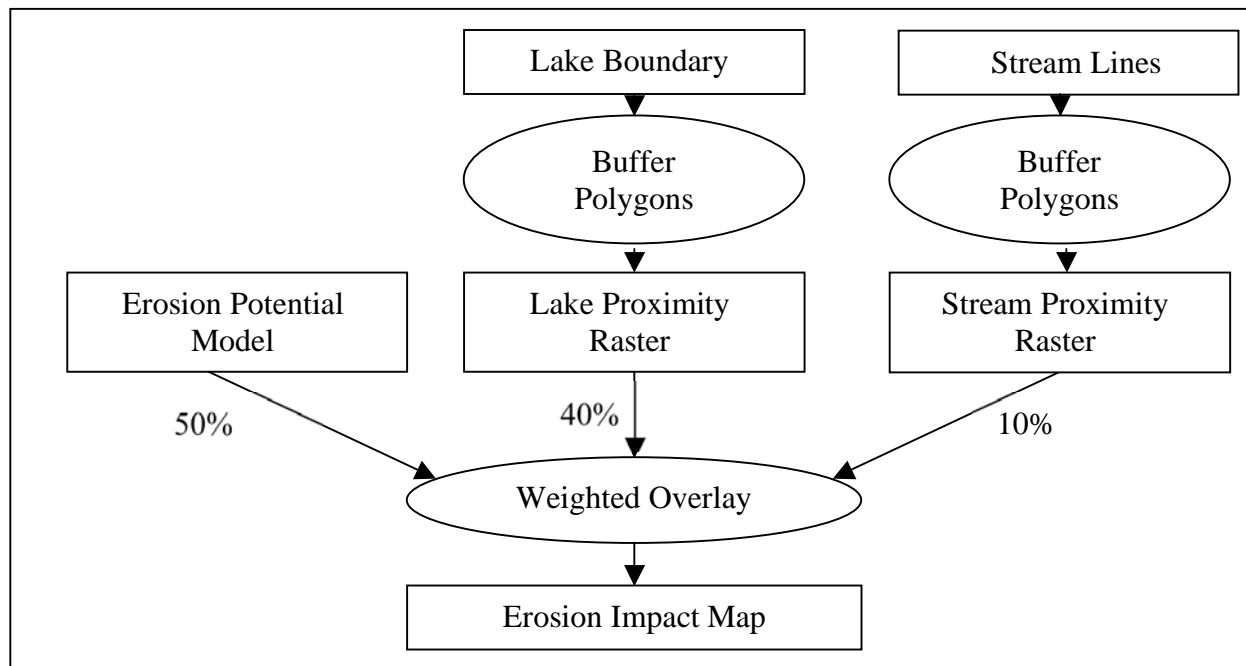 Lake Boundary
Stream Lines
Buffer
Polygons
Buffer
Polygons
Erosion Potential
Model
Lake Proximity
Raster
Stream Proximity
Raster
50%
40%
10%
Weighted Overlay
Erosion Impact Map